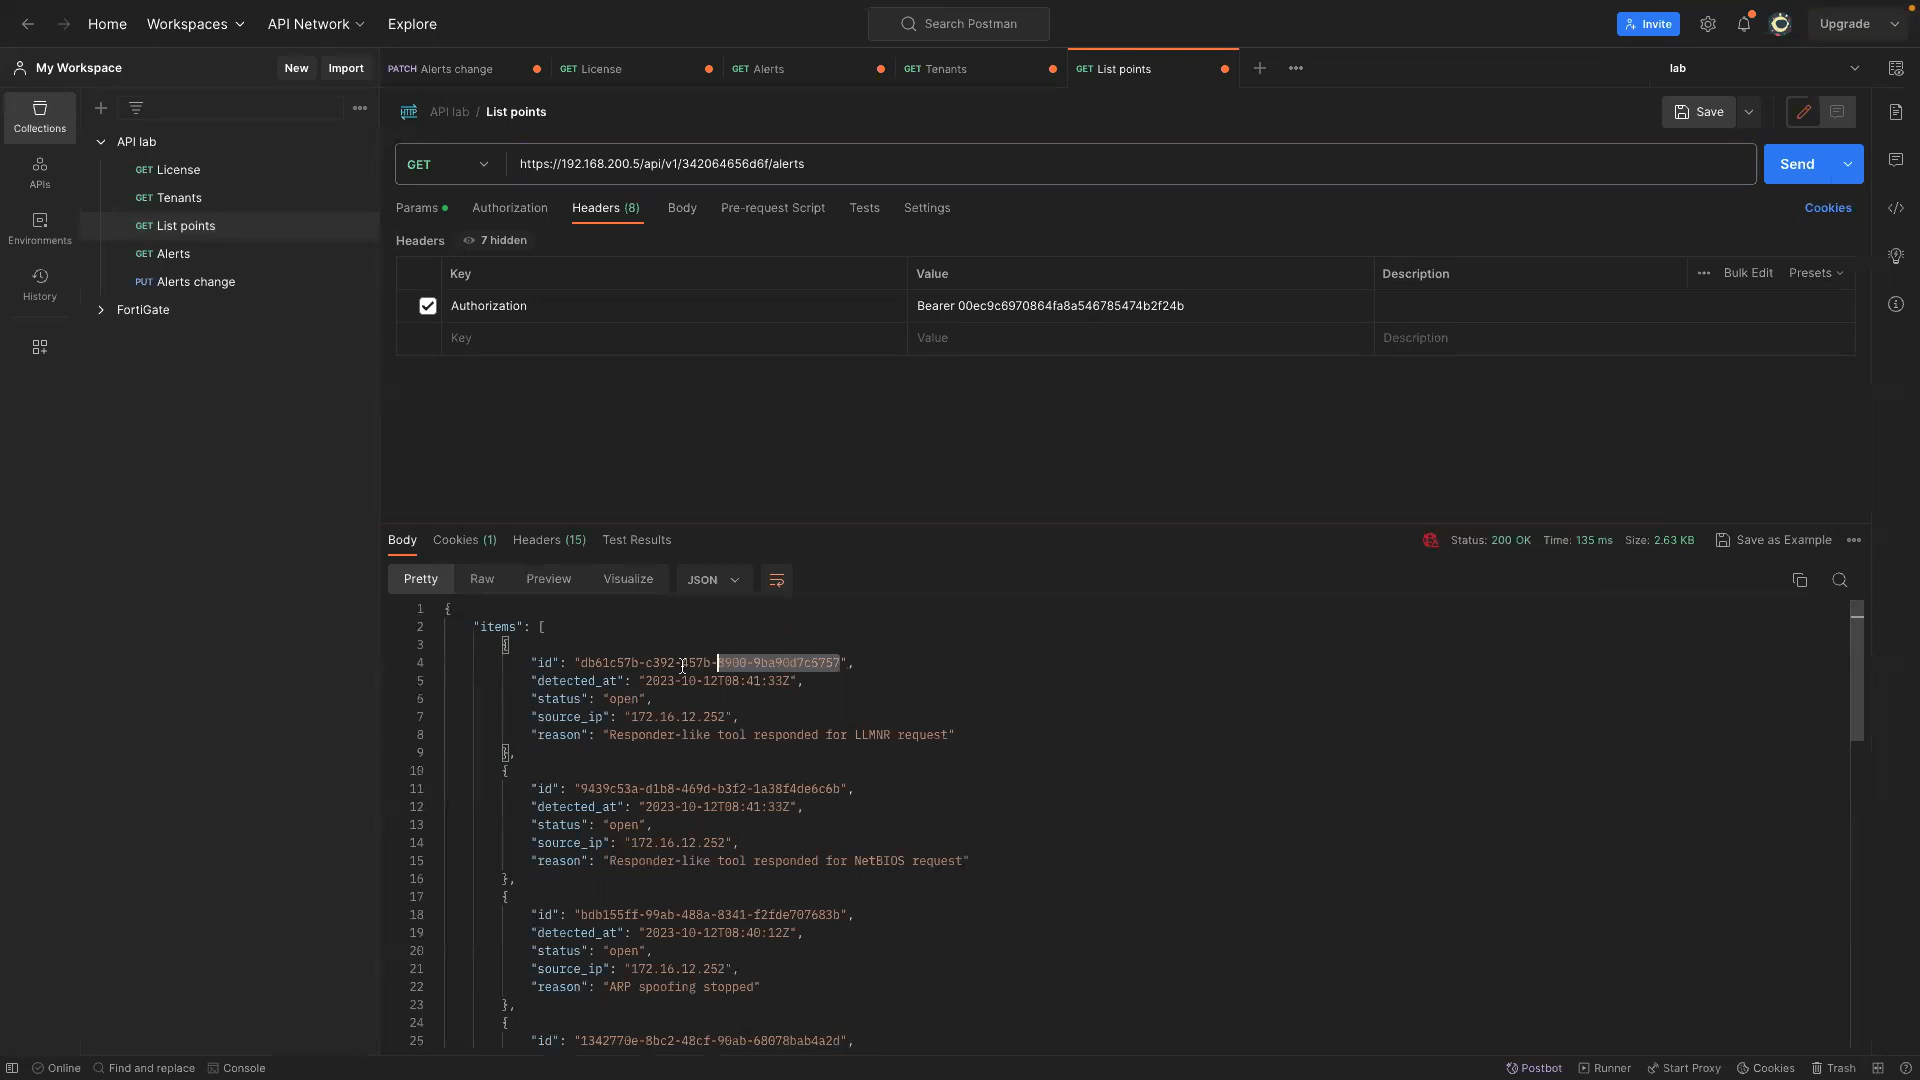 Home Workspaces API Network Explore Search Postman Invite Upgrade
My Workspace New Import PATCH Alerts change GET License GET Alerts GET Tenants GET List points lab
Collections
APIs
Environments
History
API lab
GET License
GET Tenants
GET List points
GET Alerts
PUT Alerts change
FortiGate
HTTP API lab / List points Save
GET https://192.168.200.5/api/v1/342064656d6f/alerts Send
Params Authorization Headers (8) Body Pre-request Script Tests Settings Cookies
Headers 7 hidden
Key Value Description Bulk Edit Presets
Authorization Bearer 00ec9c6970864fa8a546785474b2f24b
Key Value Description
Body Cookies (1) Headers (15) Test Results Status: 200 OK Time: 135 ms Size: 2.63 KB Save as Example
Pretty Raw Preview Visualize JSON
1 {
2 "items": [
3 {
4 "id": "db61c57b-c392-457b-8900-9ba90d7c5757",
5 "detected_at": "2023-10-12T08:41:33Z",
6 "status": "open",
7 "source_ip": "172.16.12.252",
8 "reason": "Responder-like tool responded for LLMNR request"
9 },
10 {
11 "id": "9439c53a-d1b8-469d-b3f2-1a38f4de6c6b",
12 "detected_at": "2023-10-12T08:41:33Z",
13 "status": "open",
14 "source_ip": "172.16.12.252",
15 "reason": "Responder-like tool responded for NetBIOS request"
16 },
17 {
18 "id": "bdb155ff-99ab-488a-8341-f2fde707683b",
19 "detected_at": "2023-10-12T08:40:12Z",
20 "status": "open",
21 "source_ip": "172.16.12.252",
22 "reason": "ARP spoofing stopped"
23 },
24 {
25 "id": "1342770e-8bc2-48cf-90ab-68078bab4a2d",
Online Find and replace Console Postbot Runner Start Proxy Cookies Trash